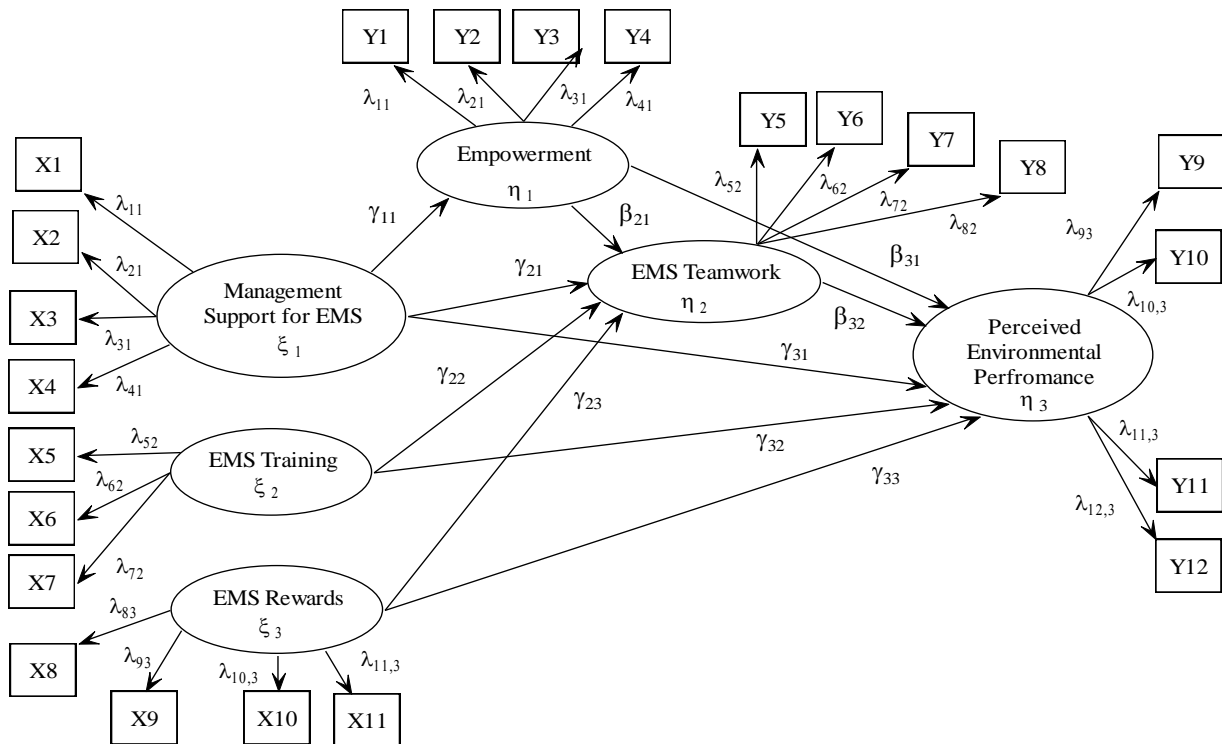 Y1
Y2
Y3
Y4
λ11
λ21
λ31
λ41
Empowerment
η 1
Y5
Y6
Y7
Y8
λ52
λ62
λ72
λ82
X1
X2
X3
X4
λ11
λ21
λ31
λ41
Management
Support for EMS
ξ 1
γ11
β21
γ21
EMS Teamwork
η 2
β31
β32
γ31
Y9
Y10
λ93
λ10,3
Perceived
Environmental
Perfromance
η 3
λ11,3
λ12,3
Y11
Y12
X5
X6
X7
λ52
λ62
λ72
EMS Training
ξ 2
γ22
γ23
γ32
γ33
EMS Rewards
ξ 3
λ83
λ93
λ10,3
λ11,3
X8
X9
X10
X11